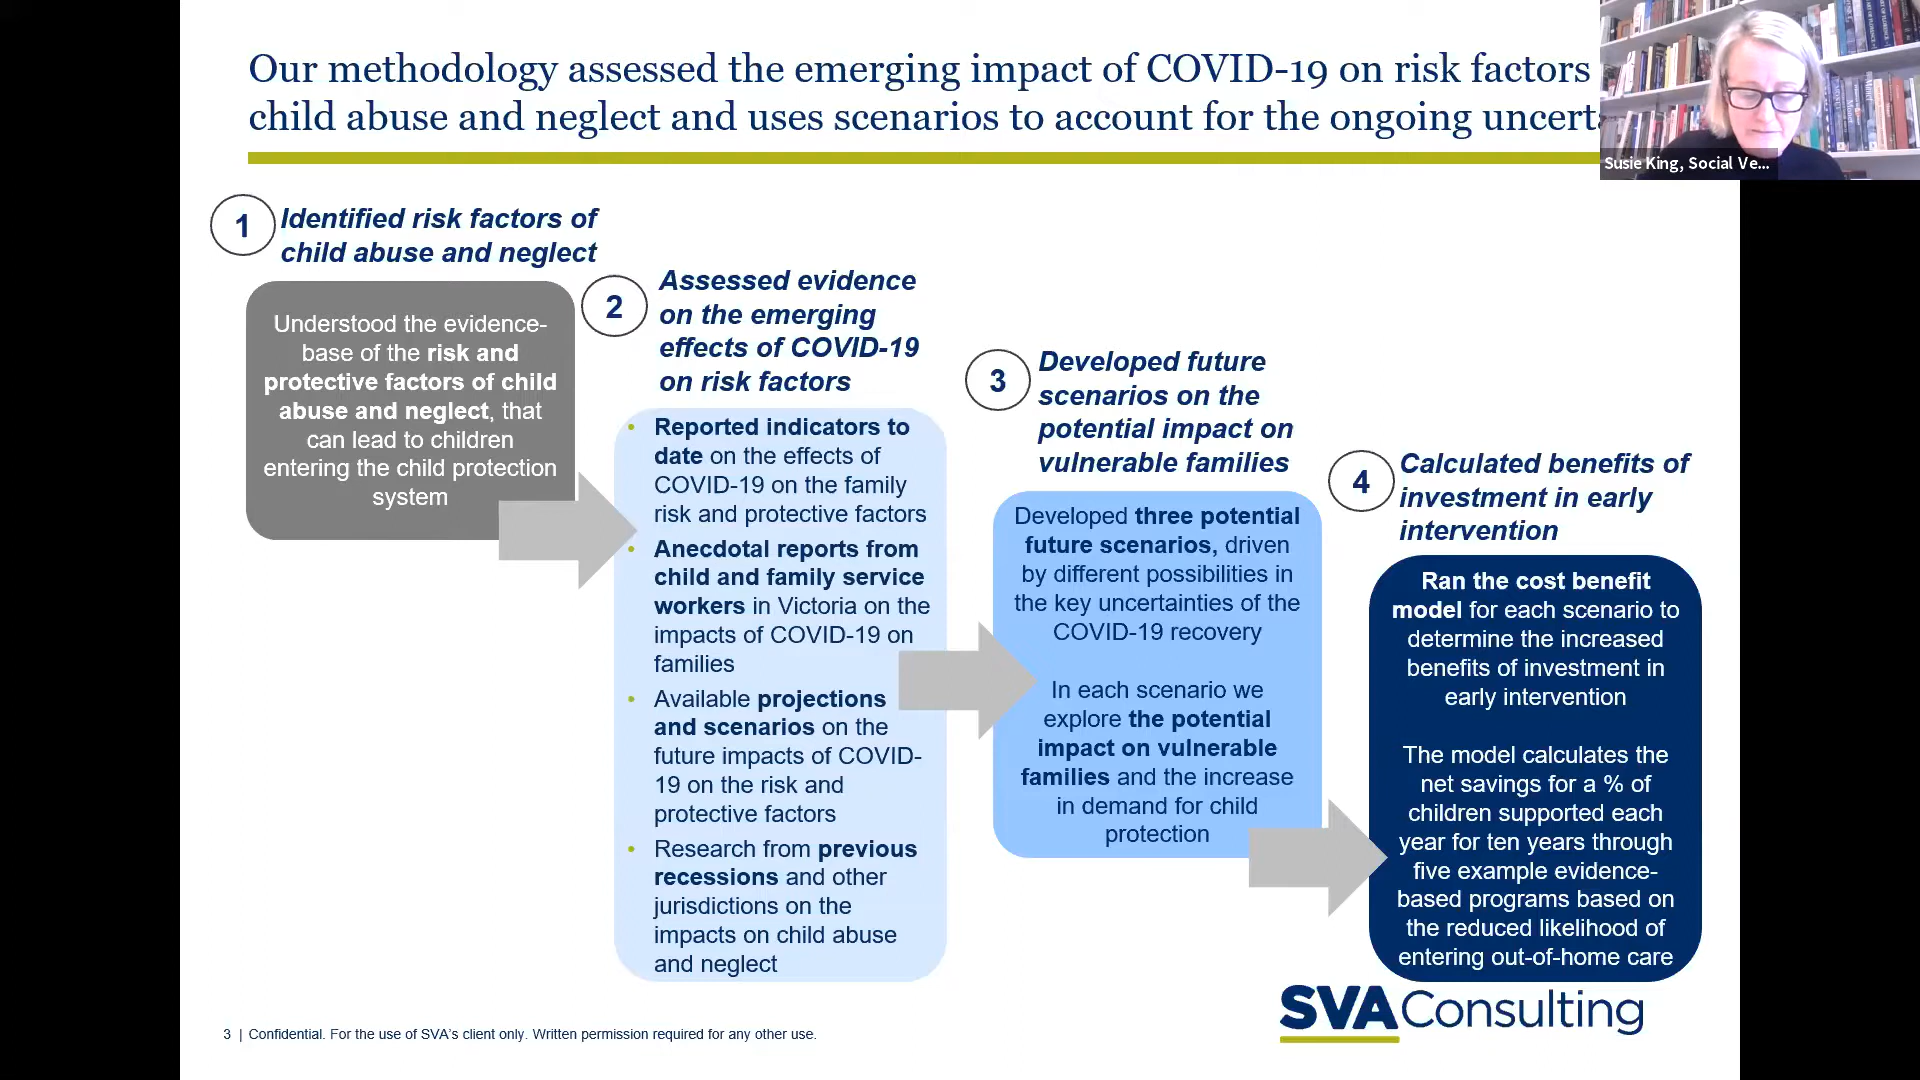 Our methodology assessed the emerging impact of COVID-19 on risk factors
child abuse and neglect and uses scenarios to account for the ongoing
Susie King, Social Ve...
1
Identified risk factors of
child abuse and neglect
Understood the evidence-
base of the risk and
protective factors of child
abuse and neglect, that
can lead to children
entering the child protection
system
2
Assessed evidence
on the emerging
effects of COVID-19
on risk factors
• Reported indicators to
date on the effects of
COVID-19 on the family
risk and protective factors
• Anecdotal reports from
child and family service
workers in Victoria on the
impacts of COVID-19 on
families
• Available projections
and scenarios on the
future impacts of COVID-
19 on the risk and
protective factors
• Research from previous
recessions and other
jurisdictions on the
impacts on child abuse
and neglect
3
Developed future
scenarios on the
potential impact on
vulnerable families
Developed three potential
future scenarios, driven
by different possibilities in
the key uncertainties of the
COVID-19 recovery
In each scenario we
explore the potential
impact on vulnerable
families and the increase
in demand for child
protection
4
Calculated benefits of
investment in early
intervention
Ran the cost benefit
model for each scenario to
determine the increased
benefits of investment in
early intervention
The model calculates the
net savings for a % of
children supported each
year for ten years through
five example evidence-
based programs based on
the reduced likelihood of
entering out-of-home care
3 | Confidential. For the use of SVA's client only. Written permission required for any other use.
SVA Consulting